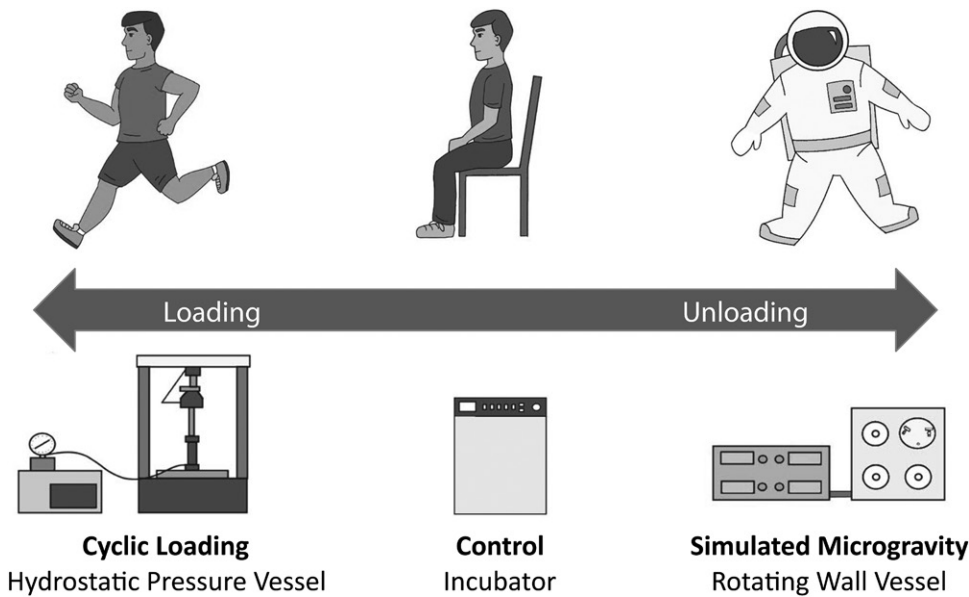 Loading
Unloading
Cyclic Loading
Hydrostatic Pressure Vessel
Control
Incubator
Simulated Microgravity
Rotating Wall Vessel